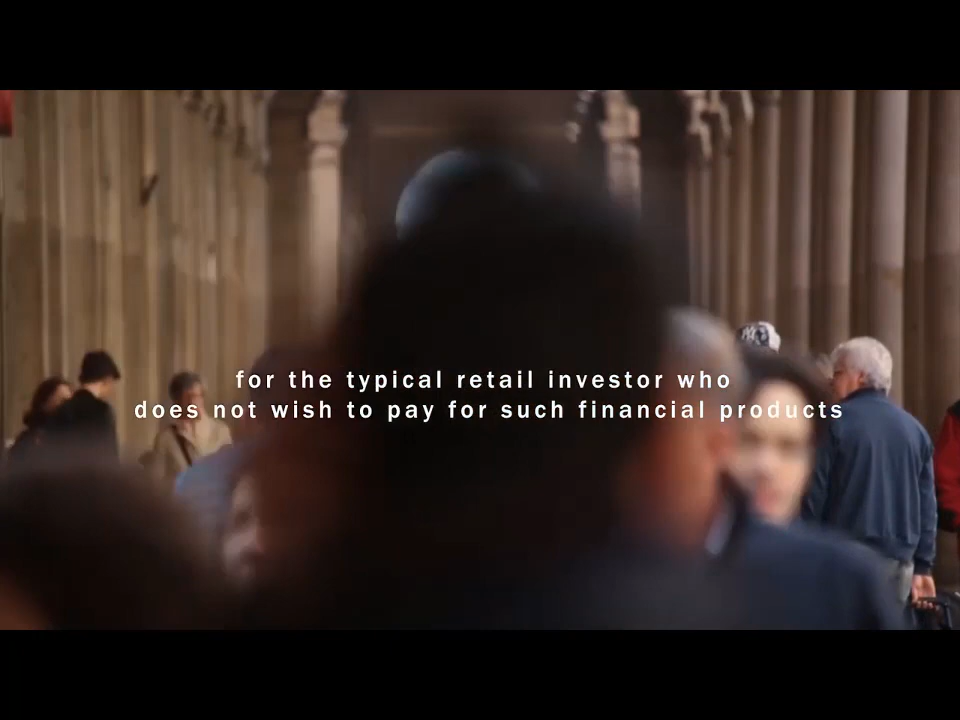 for the typical retail investor who
does not wish to pay for such financial products